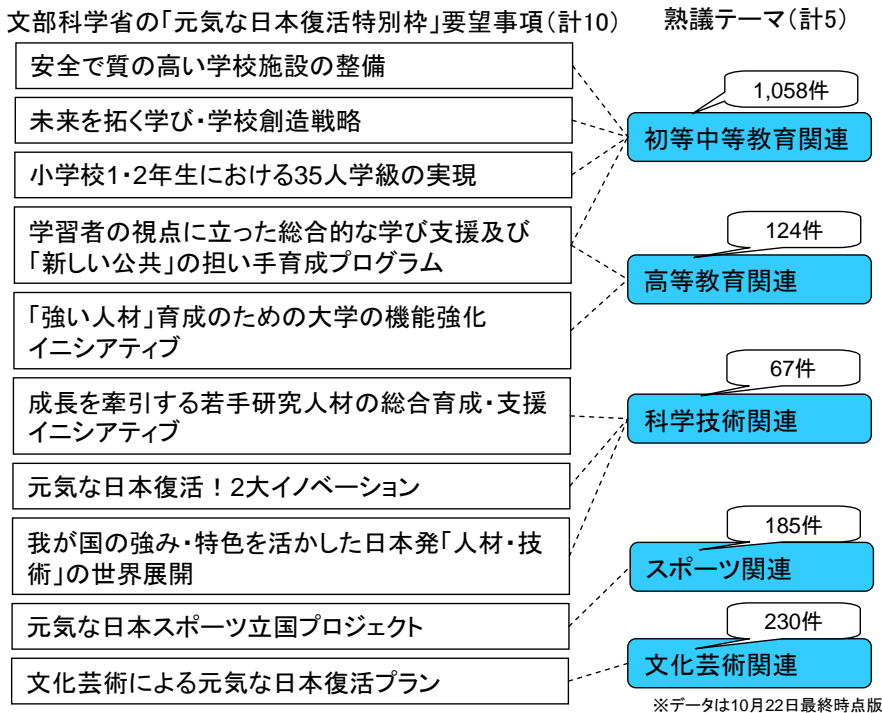 文部科学省の「元気な日本復活特別枠」要望事項(計10)
熟議テーマ(計5)
安全で質の高い学校施設の整備
未来を拓く学び・学校創造戦略
小学校1・2年生における35人学級の実現
学習者の視点に立った総合的な学び支援及び
「新しい公共」の担い手育成プログラム
「強い人材」育成のための大学の機能強化
イニシアティブ
成長を牽引する若手研究人材の総合育成・支援
イニシアティブ
元気な日本復活!2大イノベーション
我が国の強み・特色を活かした日本発「人材・技
術」の世界展開
元気な日本スポーツ立国プロジェクト
文化芸術による元気な日本復活プラン
1,058件
初等中等教育関連
124件
高等教育関連
67件
科学技術関連
185件
スポーツ関連
230件
文化芸術関連
※データは10月22日最終時点版